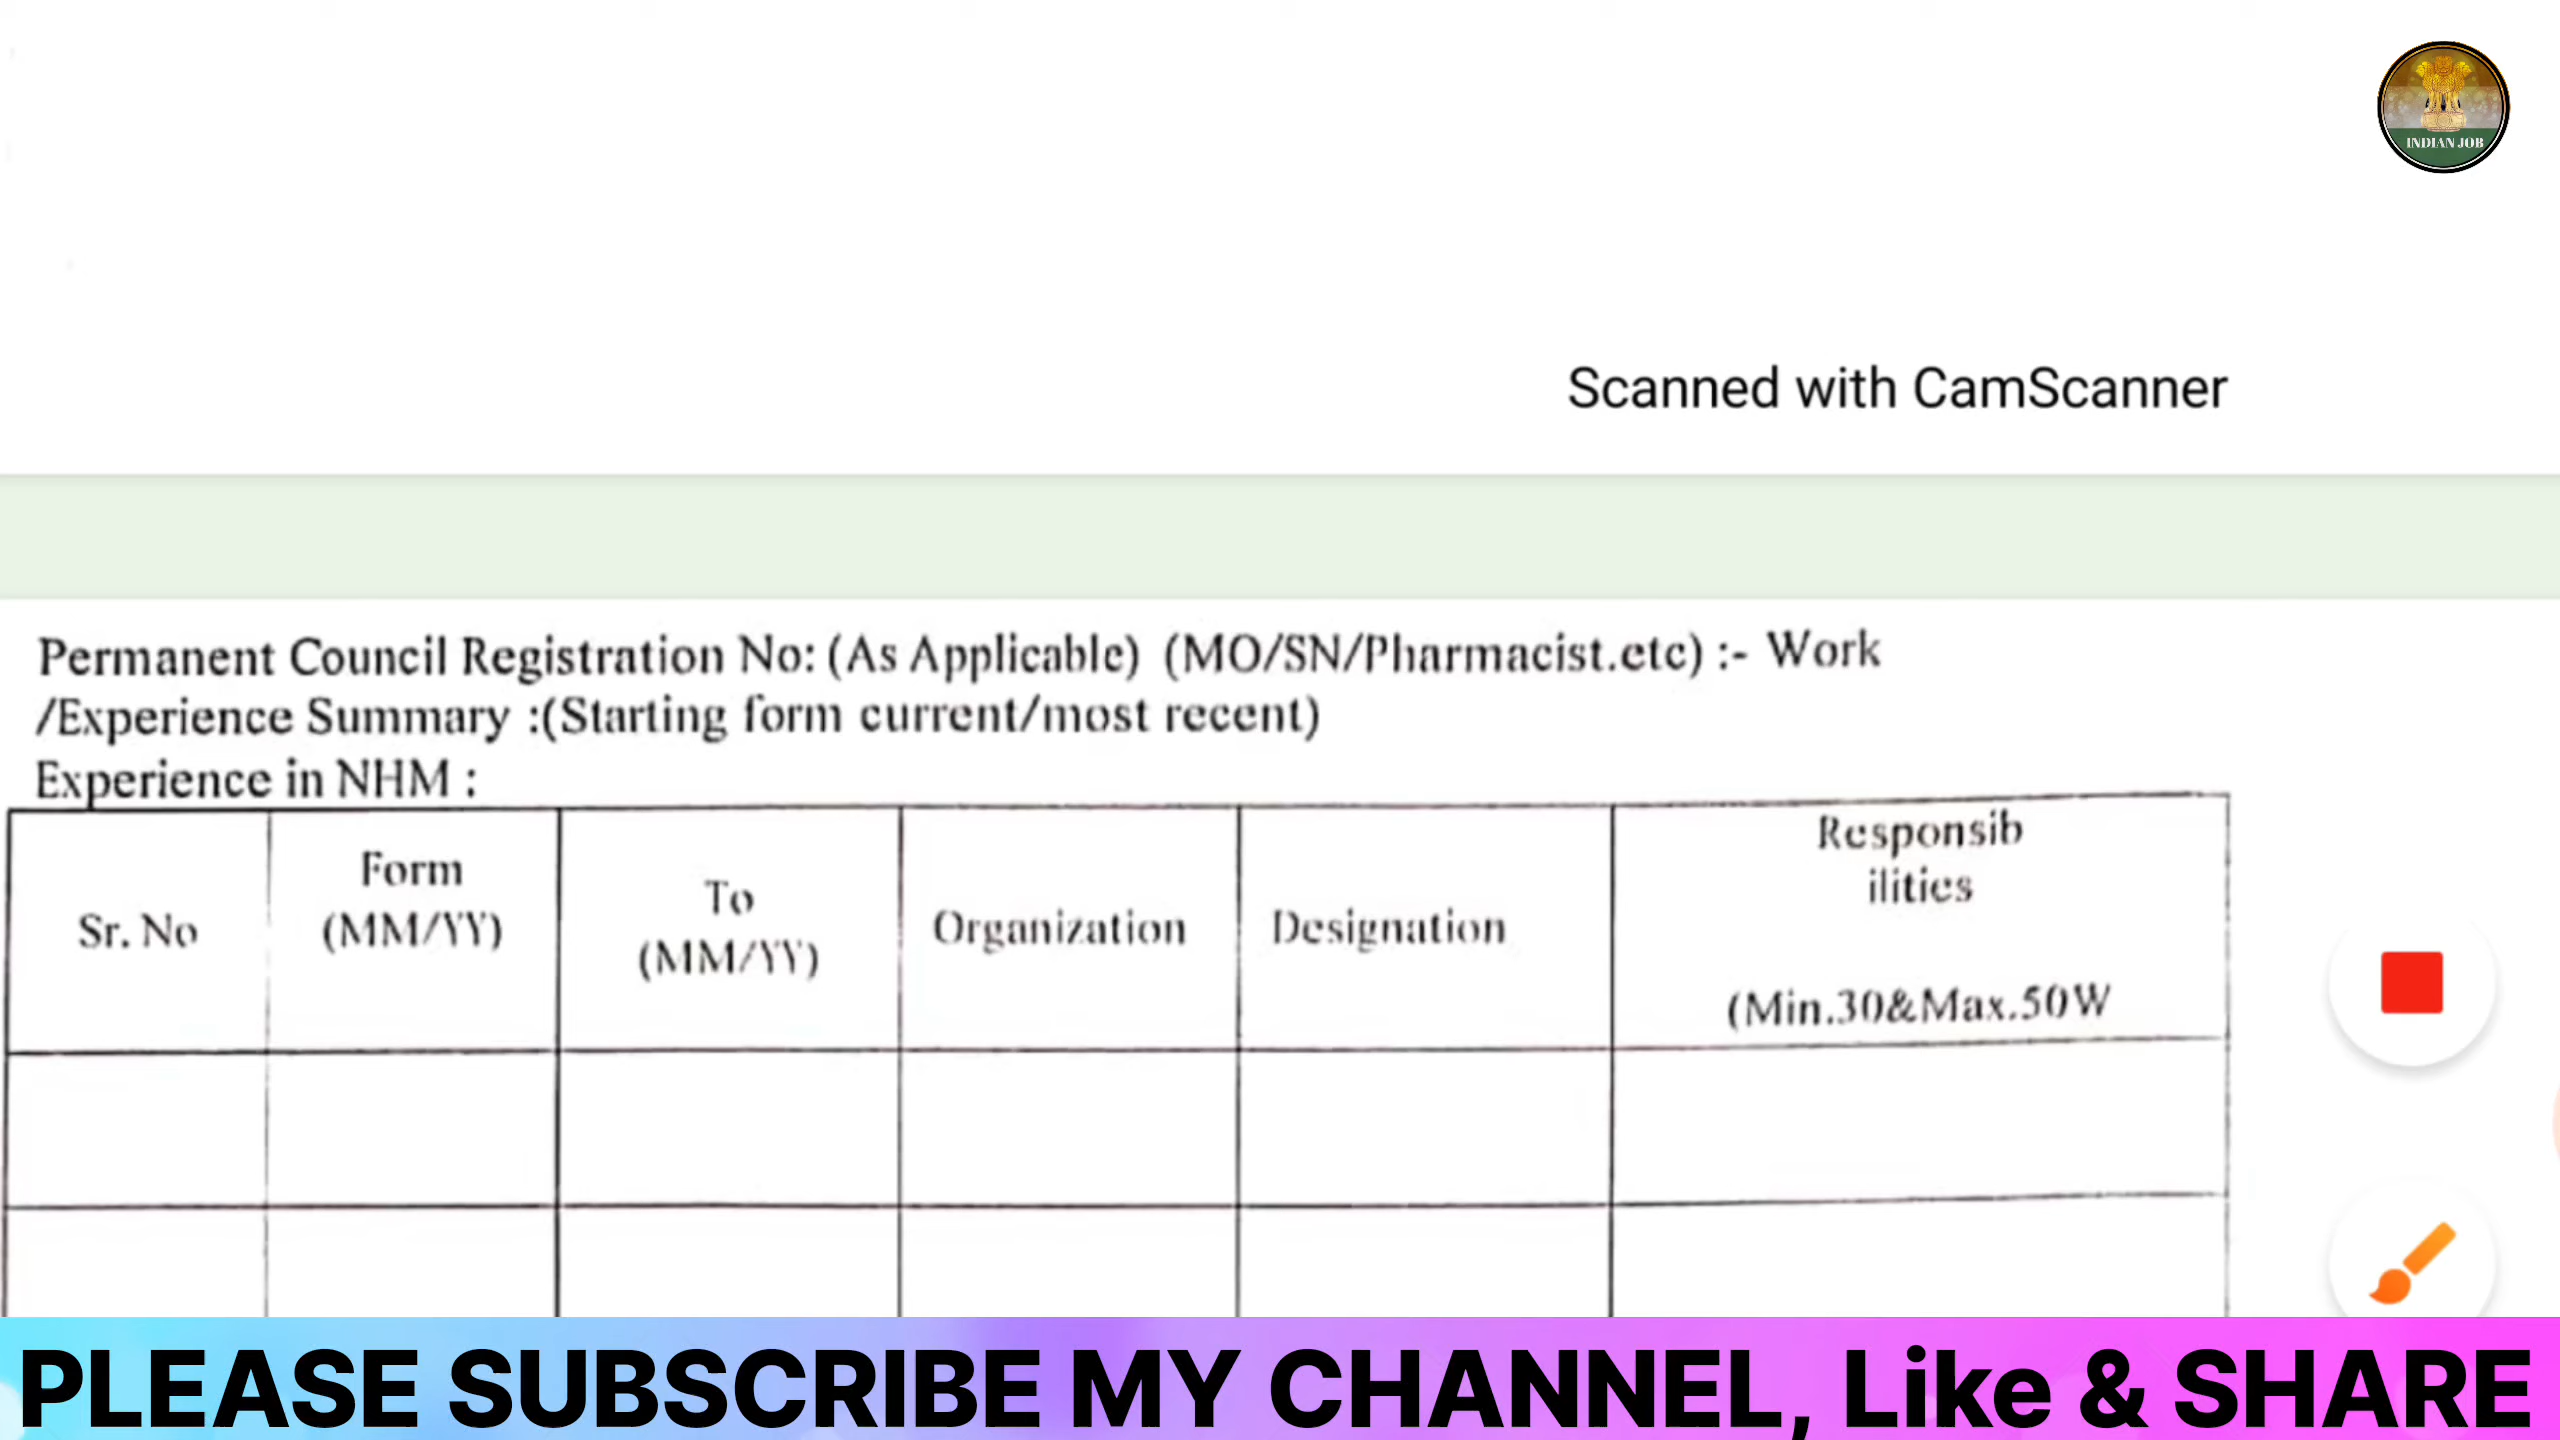 INDIAN JOB
Scanned with CamScanner
Permanent Council Registration No: (As Applicable) (MO/SN/Pharmacist.etc) :- Work
/Experience Summary :(Starting form current/most recent)
Experience in NHM :
Sr. No
Form
(MM/YY)
To
(MM/YY)
Organization
Designation
Responsib
ilities
(Min.30&Max.50W
PLEASE SUBSCRIBE MY CHANNEL, Like & SHARE